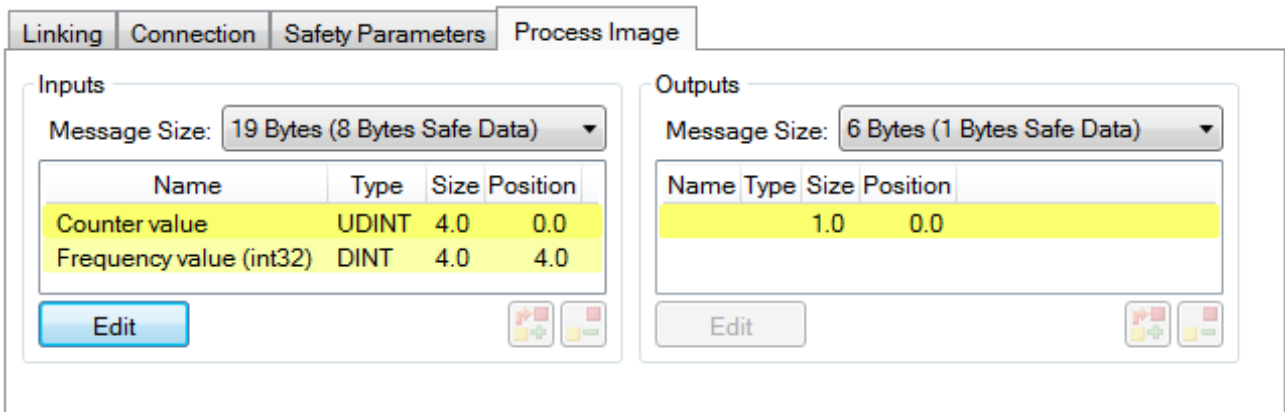 Linking Connection Safety Parameters Process Image
Inputs
Message Size: 19 Bytes (8 Bytes Safe Data)
Name Type Size Position
Counter value UDINT 4.0 0.0
Frequency value (int32) DINT 4.0 4.0
Edit
Outputs
Message Size: 6 Bytes (1 Bytes Safe Data)
Name Type Size Position
1.0 0.0
Edit